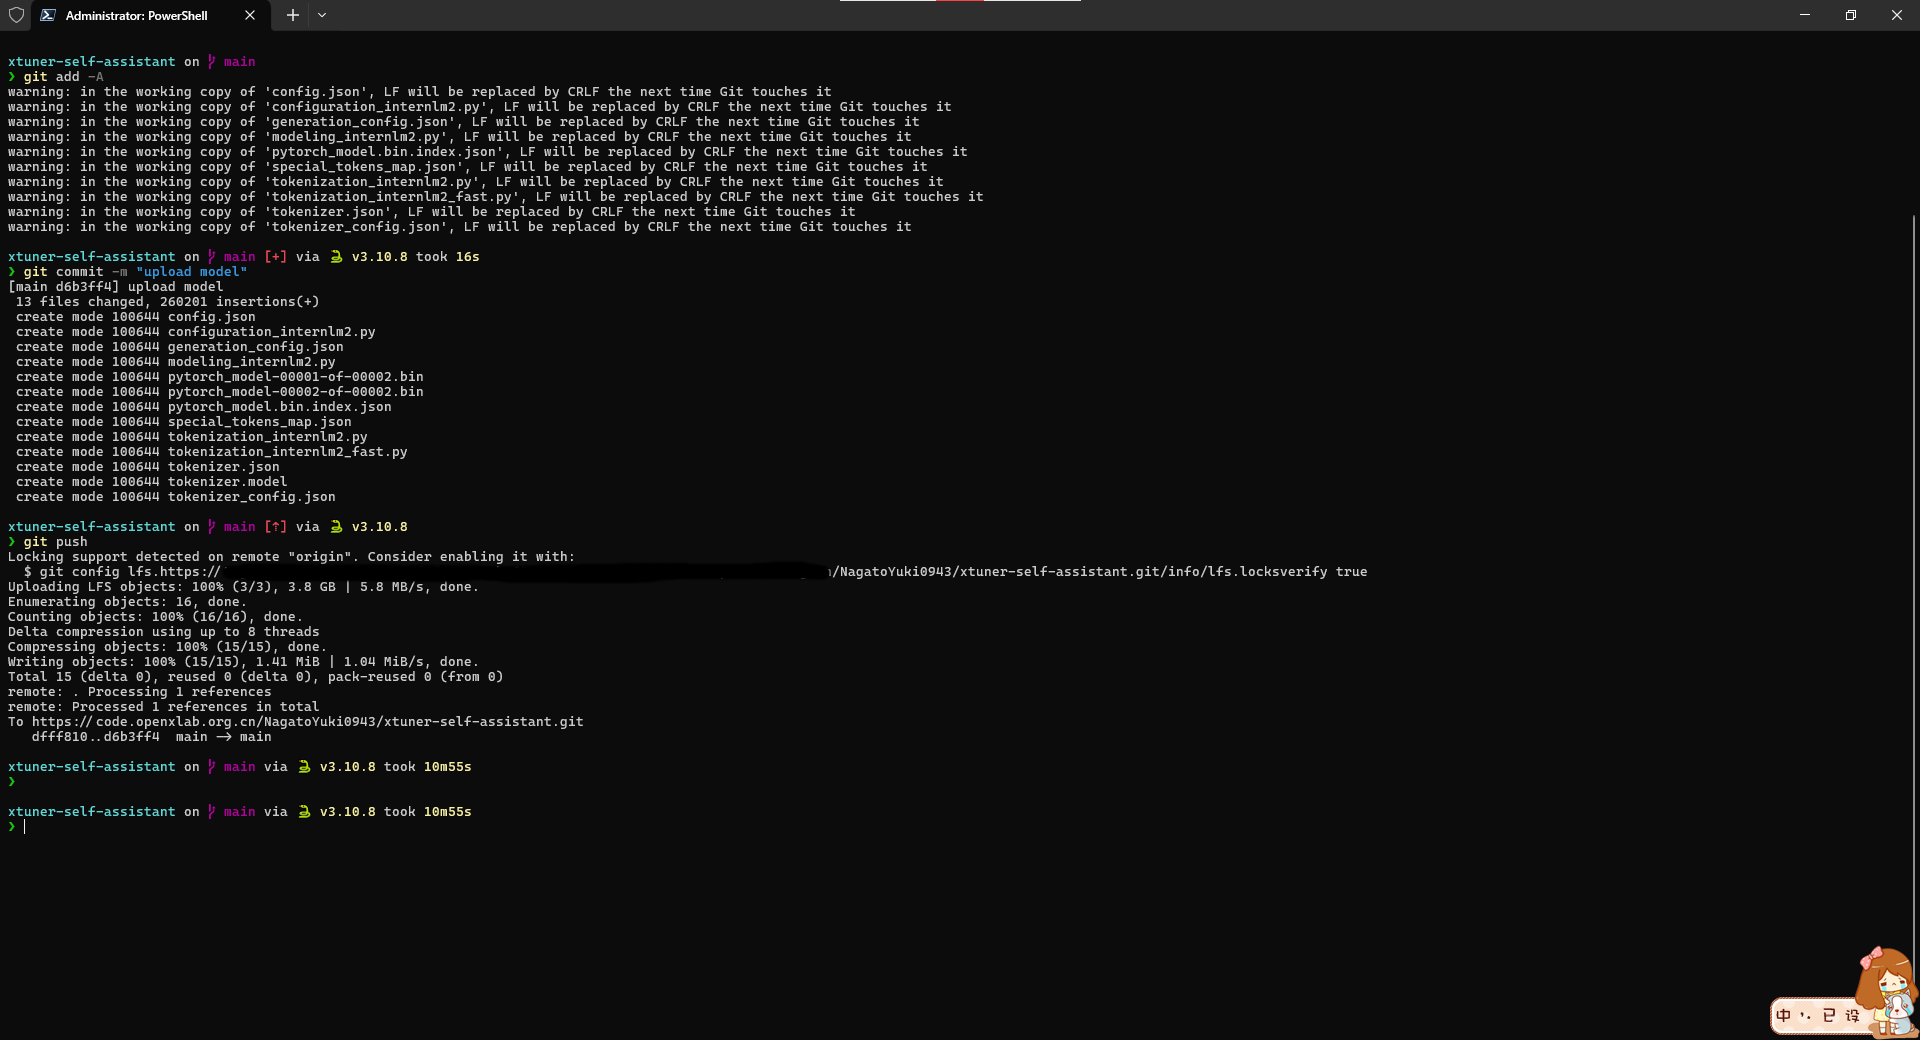 Administrator: PowerShell
xtuner-self-assistant on main
❯ git add -A
warning: in the working copy of 'config.json', LF will be replaced by CRLF the next time Git touches it
warning: in the working copy of 'configuration_internlm2.py', LF will be replaced by CRLF the next time Git touches it
warning: in the working copy of 'generation_config.json', LF will be replaced by CRLF the next time Git touches it
warning: in the working copy of 'modeling_internlm2.py', LF will be replaced by CRLF the next time Git touches it
warning: in the working copy of 'pytorch_model.bin.index.json', LF will be replaced by CRLF the next time Git touches it
warning: in the working copy of 'special_tokens_map.json', LF will be replaced by CRLF the next time Git touches it
warning: in the working copy of 'tokenization_internlm2.py', LF will be replaced by CRLF the next time Git touches it
warning: in the working copy of 'tokenization_internlm2_fast.py', LF will be replaced by CRLF the next time Git touches it
warning: in the working copy of 'tokenizer.json', LF will be replaced by CRLF the next time Git touches it
warning: in the working copy of 'tokenizer_config.json', LF will be replaced by CRLF the next time Git touches it
xtuner-self-assistant on main [+] via v3.10.8 took 16s
❯ git commit -m "upload model"
[main d6b3ff4] upload model
13 files changed, 260201 insertions(+)
create mode 100644 config.json
create mode 100644 configuration_internlm2.py
create mode 100644 generation_config.json
create mode 100644 modeling_internlm2.py
create mode 100644 pytorch_model-00001-of-00002.bin
create mode 100644 pytorch_model-00002-of-00002.bin
create mode 100644 pytorch_model.bin.index.json
create mode 100644 special_tokens_map.json
create mode 100644 tokenization_internlm2.py
create mode 100644 tokenization_internlm2_fast.py
create mode 100644 tokenizer.json
create mode 100644 tokenizer.model
create mode 100644 tokenizer_config.json
xtuner-self-assistant on main [↑] via v3.10.8
❯ git push
Locking support detected on remote "origin". Consider enabling it with:
$ git config lfs.https:// /NagatoYuki0943/xtuner-self-assistant.git/info/lfs.locksverify true
Uploading LFS objects: 100% (3/3), 3.8 GB | 5.8 MB/s, done.
Enumerating objects: 16, done.
Counting objects: 100% (16/16), done.
Delta compression using up to 8 threads
Compressing objects: 100% (15/15), done.
Writing objects: 100% (15/15), 1.41 MiB | 1.04 MiB/s, done.
Total 15 (delta 0), reused 0 (delta 0), pack-reused 0 (from 0)
remote: . Processing 1 references
remote: Processed 1 references in total
To https://code.openxlab.org.cn/NagatoYuki0943/xtuner-self-assistant.git
dfff810..d6b3ff4 main -> main
xtuner-self-assistant on main via v3.10.8 took 10m55s
❯
xtuner-self-assistant on main via v3.10.8 took 10m55s
❯
中 已 设